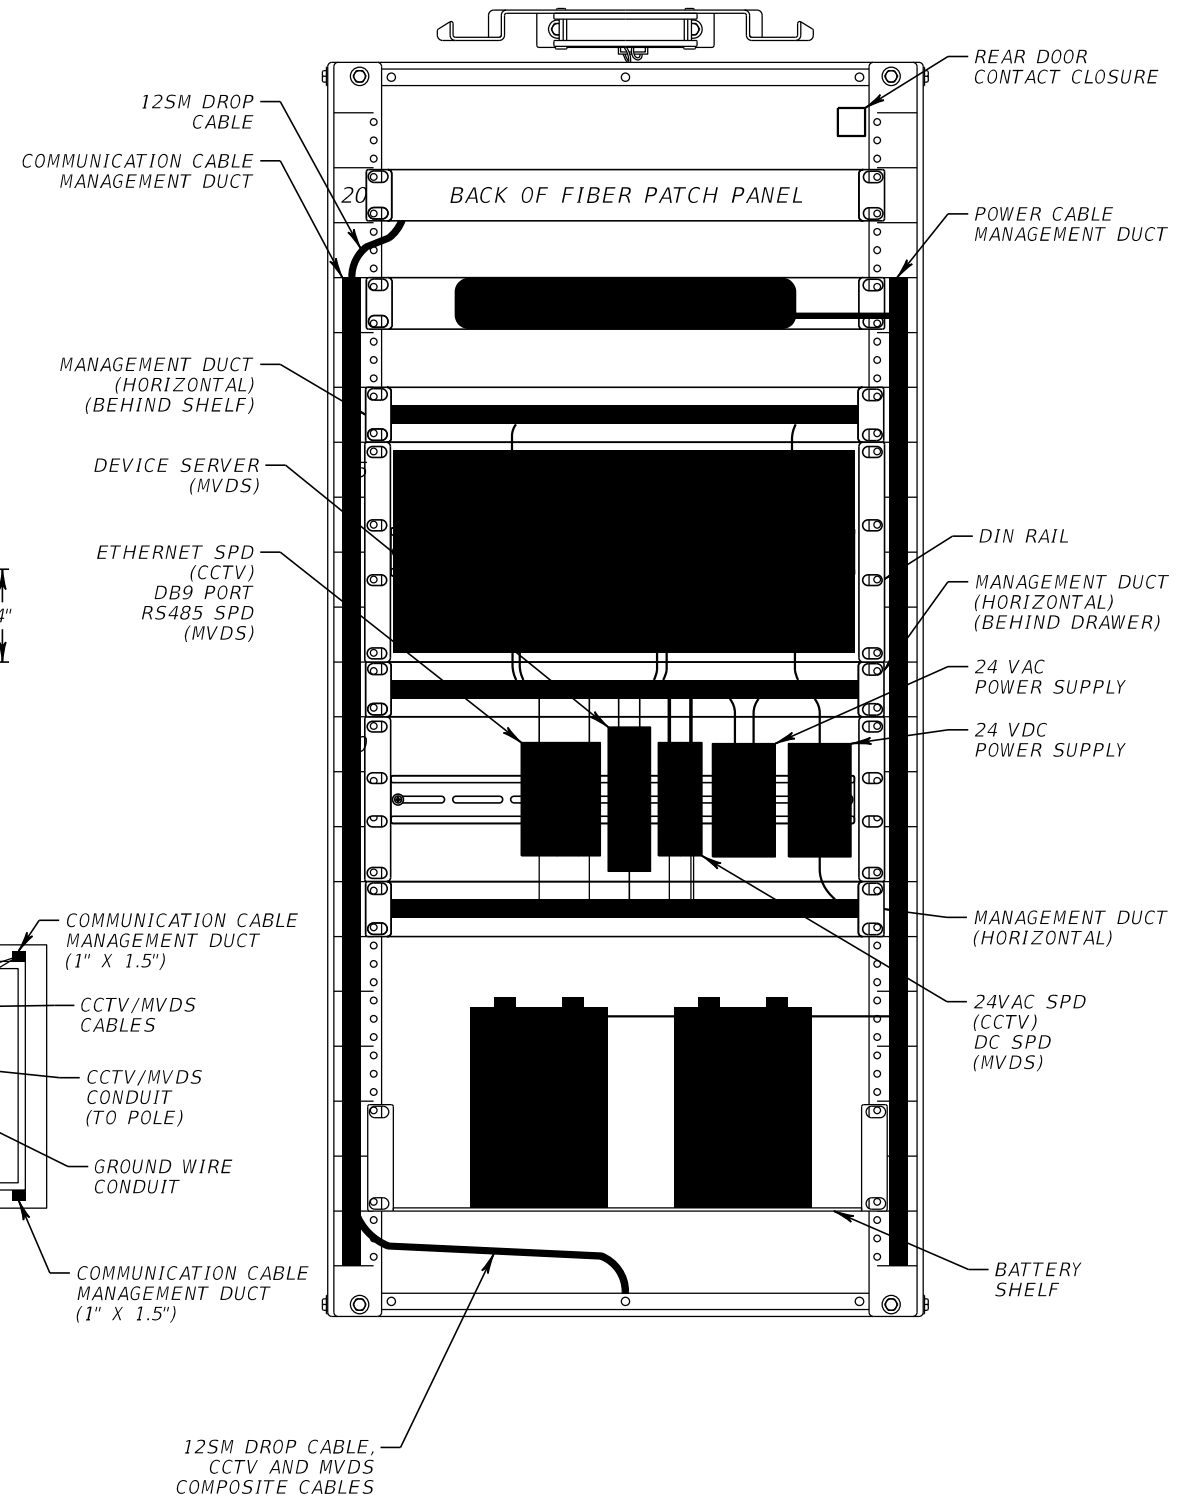 REAR DOOR
CONTACT CLOSURE
12SM DROP
CABLE
COMMUNICATION CABLE
MANAGEMENT DUCT
20
BACK OF FIBER PATCH PANEL
POWER CABLE
MANAGEMENT DUCT
MANAGEMENT DUCT
(HORIZONTAL)
(BEHIND SHELF)
DEVICE SERVER
(MVDS)
ETHERNET SPD
(CCTV)
DB9 PORT
RS485 SPD
(MVDS)
DIN RAIL
MANAGEMENT DUCT
(HORIZONTAL)
(BEHIND DRAWER)
4"
24 VAC
POWER SUPPLY
24 VDC
POWER SUPPLY
COMMUNICATION CABLE
MANAGEMENT DUCT
(1" X 1.5")
MANAGEMENT DUCT
(HORIZONTAL)
CCTV/MVDS
CABLES
24VAC SPD
(CCTV)
DC SPD
(MVDS)
CCTV/MVDS
CONDUIT
(TO POLE)
GROUND WIRE
CONDUIT
COMMUNICATION CABLE
MANAGEMENT DUCT
(1" X 1.5")
BATTERY
SHELF
12SM DROP CABLE,
CCTV AND MVDS
COMPOSITE CABLES